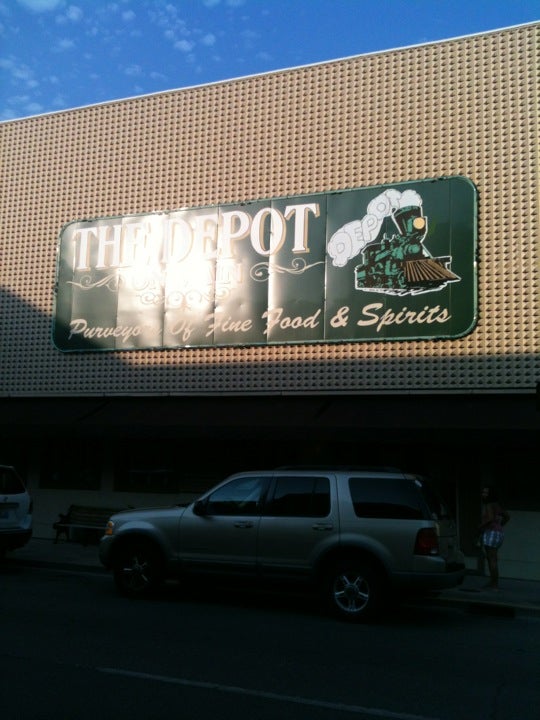 THE DEPOT
DEPOT
Purveyors Of Fine Food & Spirits